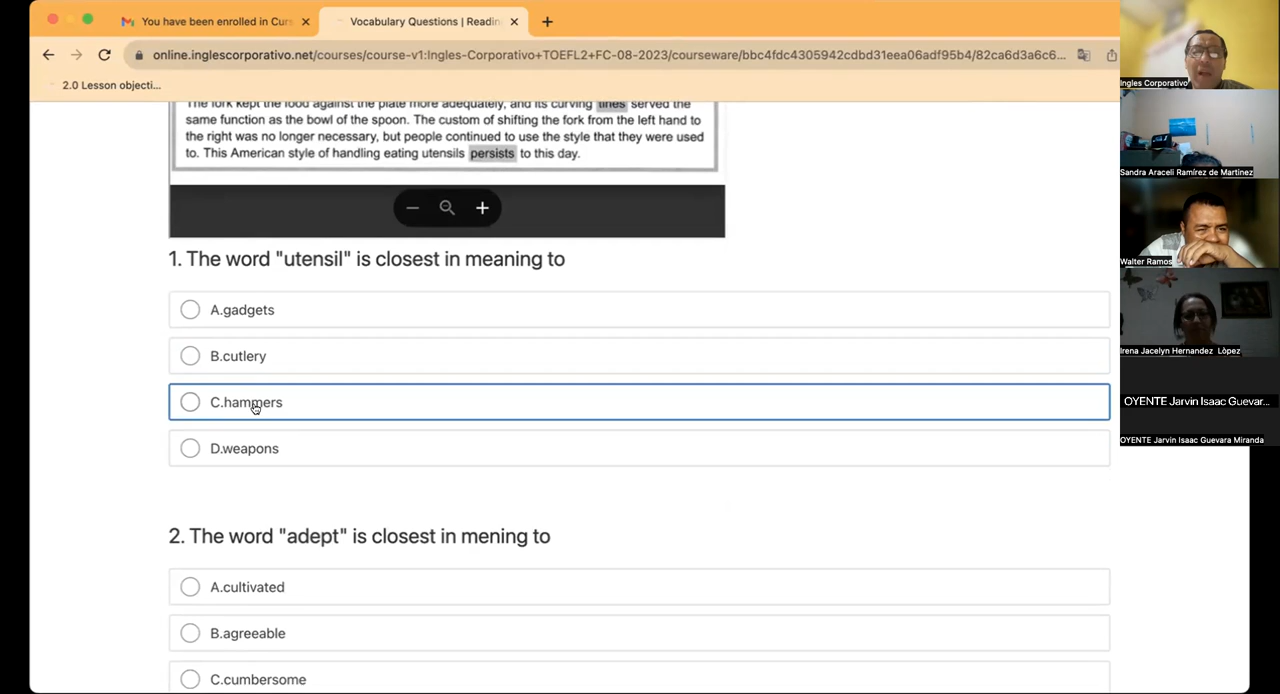 You have been enrolled in Curs
Vocabulary Questions | Readin
online.inglescorporativo.net/courses/course-v1:Ingles-Corporativo+TOEFL2+FC-08-2023/courseware/bbc4fdc4305942cdbd31eea06adf95b4/82ca6d3a6c6...
2.0 Lesson objecti...
The fork kept the food against the plate more adequately, and its curving tines served the
same function as the bowl of the spoon. The custom of shifting the fork from the left hand to
the right was no longer necessary, but people continued to use the style that they were used
to. This American style of handling eating utensils persists to this day.
1. The word "utensil" is closest in meaning to
A.gadgets
B.cutlery
C.hammers
D.weapons
2. The word "adept" is closest in mening to
A.cultivated
B.agreeable
C.cumbersome
Ingles Corporativo
Sandra Araceli Ramírez de Martinez
Walter Ramos
Irena Jacelyn Hernandez Lòpez
OYENTE Jarvin Isaac Guevar...
OYENTE Jarvin Isaac Guevara Miranda